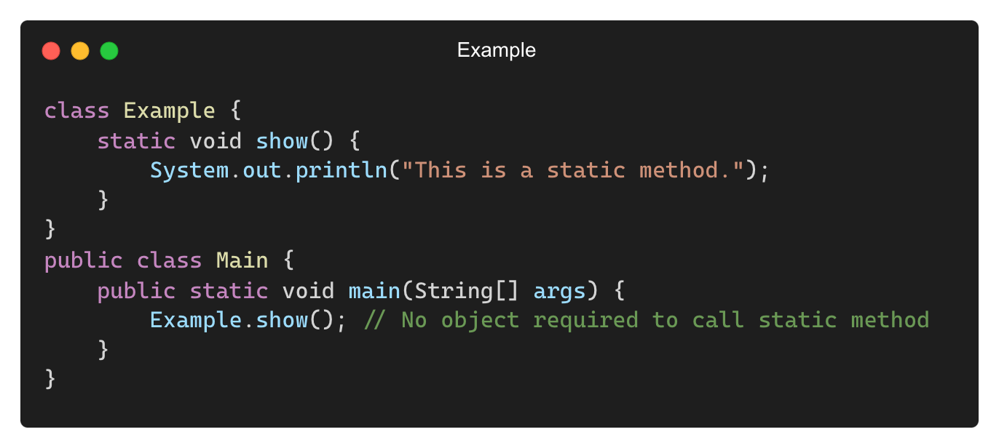 Example
class Example {
    static void show() {
        System.out.println("This is a static method.");
    }
}
public class Main {
    public static void main(String[] args) {
        Example.show(); // No object required to call static method
    }
}